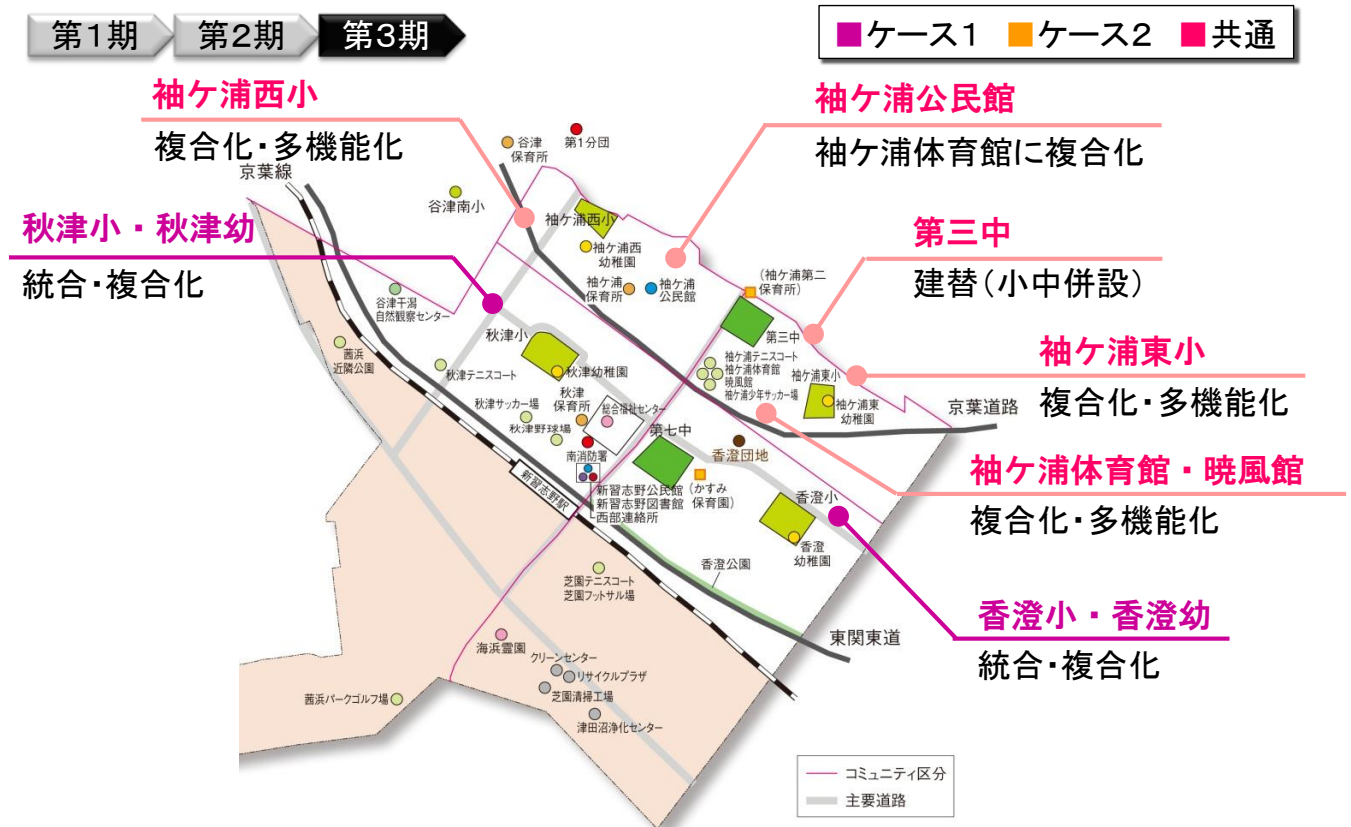 第1期 第2期 第3期
■ケース1 ■ケース2 ■共通
袖ケ浦西小
複合化・多機能化
袖ケ浦公民館
袖ケ浦体育館に複合化
秋津小・秋津幼
統合・複合化
第三中
建替(小中併設)
袖ケ浦東小
複合化・多機能化
袖ケ浦体育館・暁風館
複合化・多機能化
香澄小・香澄幼
統合・複合化
京葉線
谷津
保育所
第1分団
谷津南小
袖ケ浦西小
袖ケ浦西
幼稚園
袖ケ浦
保育所
袖ケ浦
公民館
(袖ケ浦第二
保育所)
第三中
谷津干潟
自然観察センター
茜浜
近隣公園
秋津小
秋津幼稚園
秋津テニスコート
秋津
保育所
総合福祉センター
秋津サッカー場
秋津野球場
南消防署
袖ケ浦テニスコート
袖ケ浦体育館
暁風館
袖ケ浦少年サッカー場
袖ケ浦東小
袖ケ浦東
幼稚園
京葉道路
第七中
香澄団地
新習志野駅
新習志野公民館
新習志野図書館
西部連絡所
(かすみ
保育園)
香澄小
香澄
幼稚園
香澄公園
東関東道
芝園テニスコート
芝園フットサル場
海浜霊園
クリーンセンター
リサイクルプラザ
芝園清掃工場
茜浜パークゴルフ場
津田沼浄化センター
コミュニティ区分
主要道路